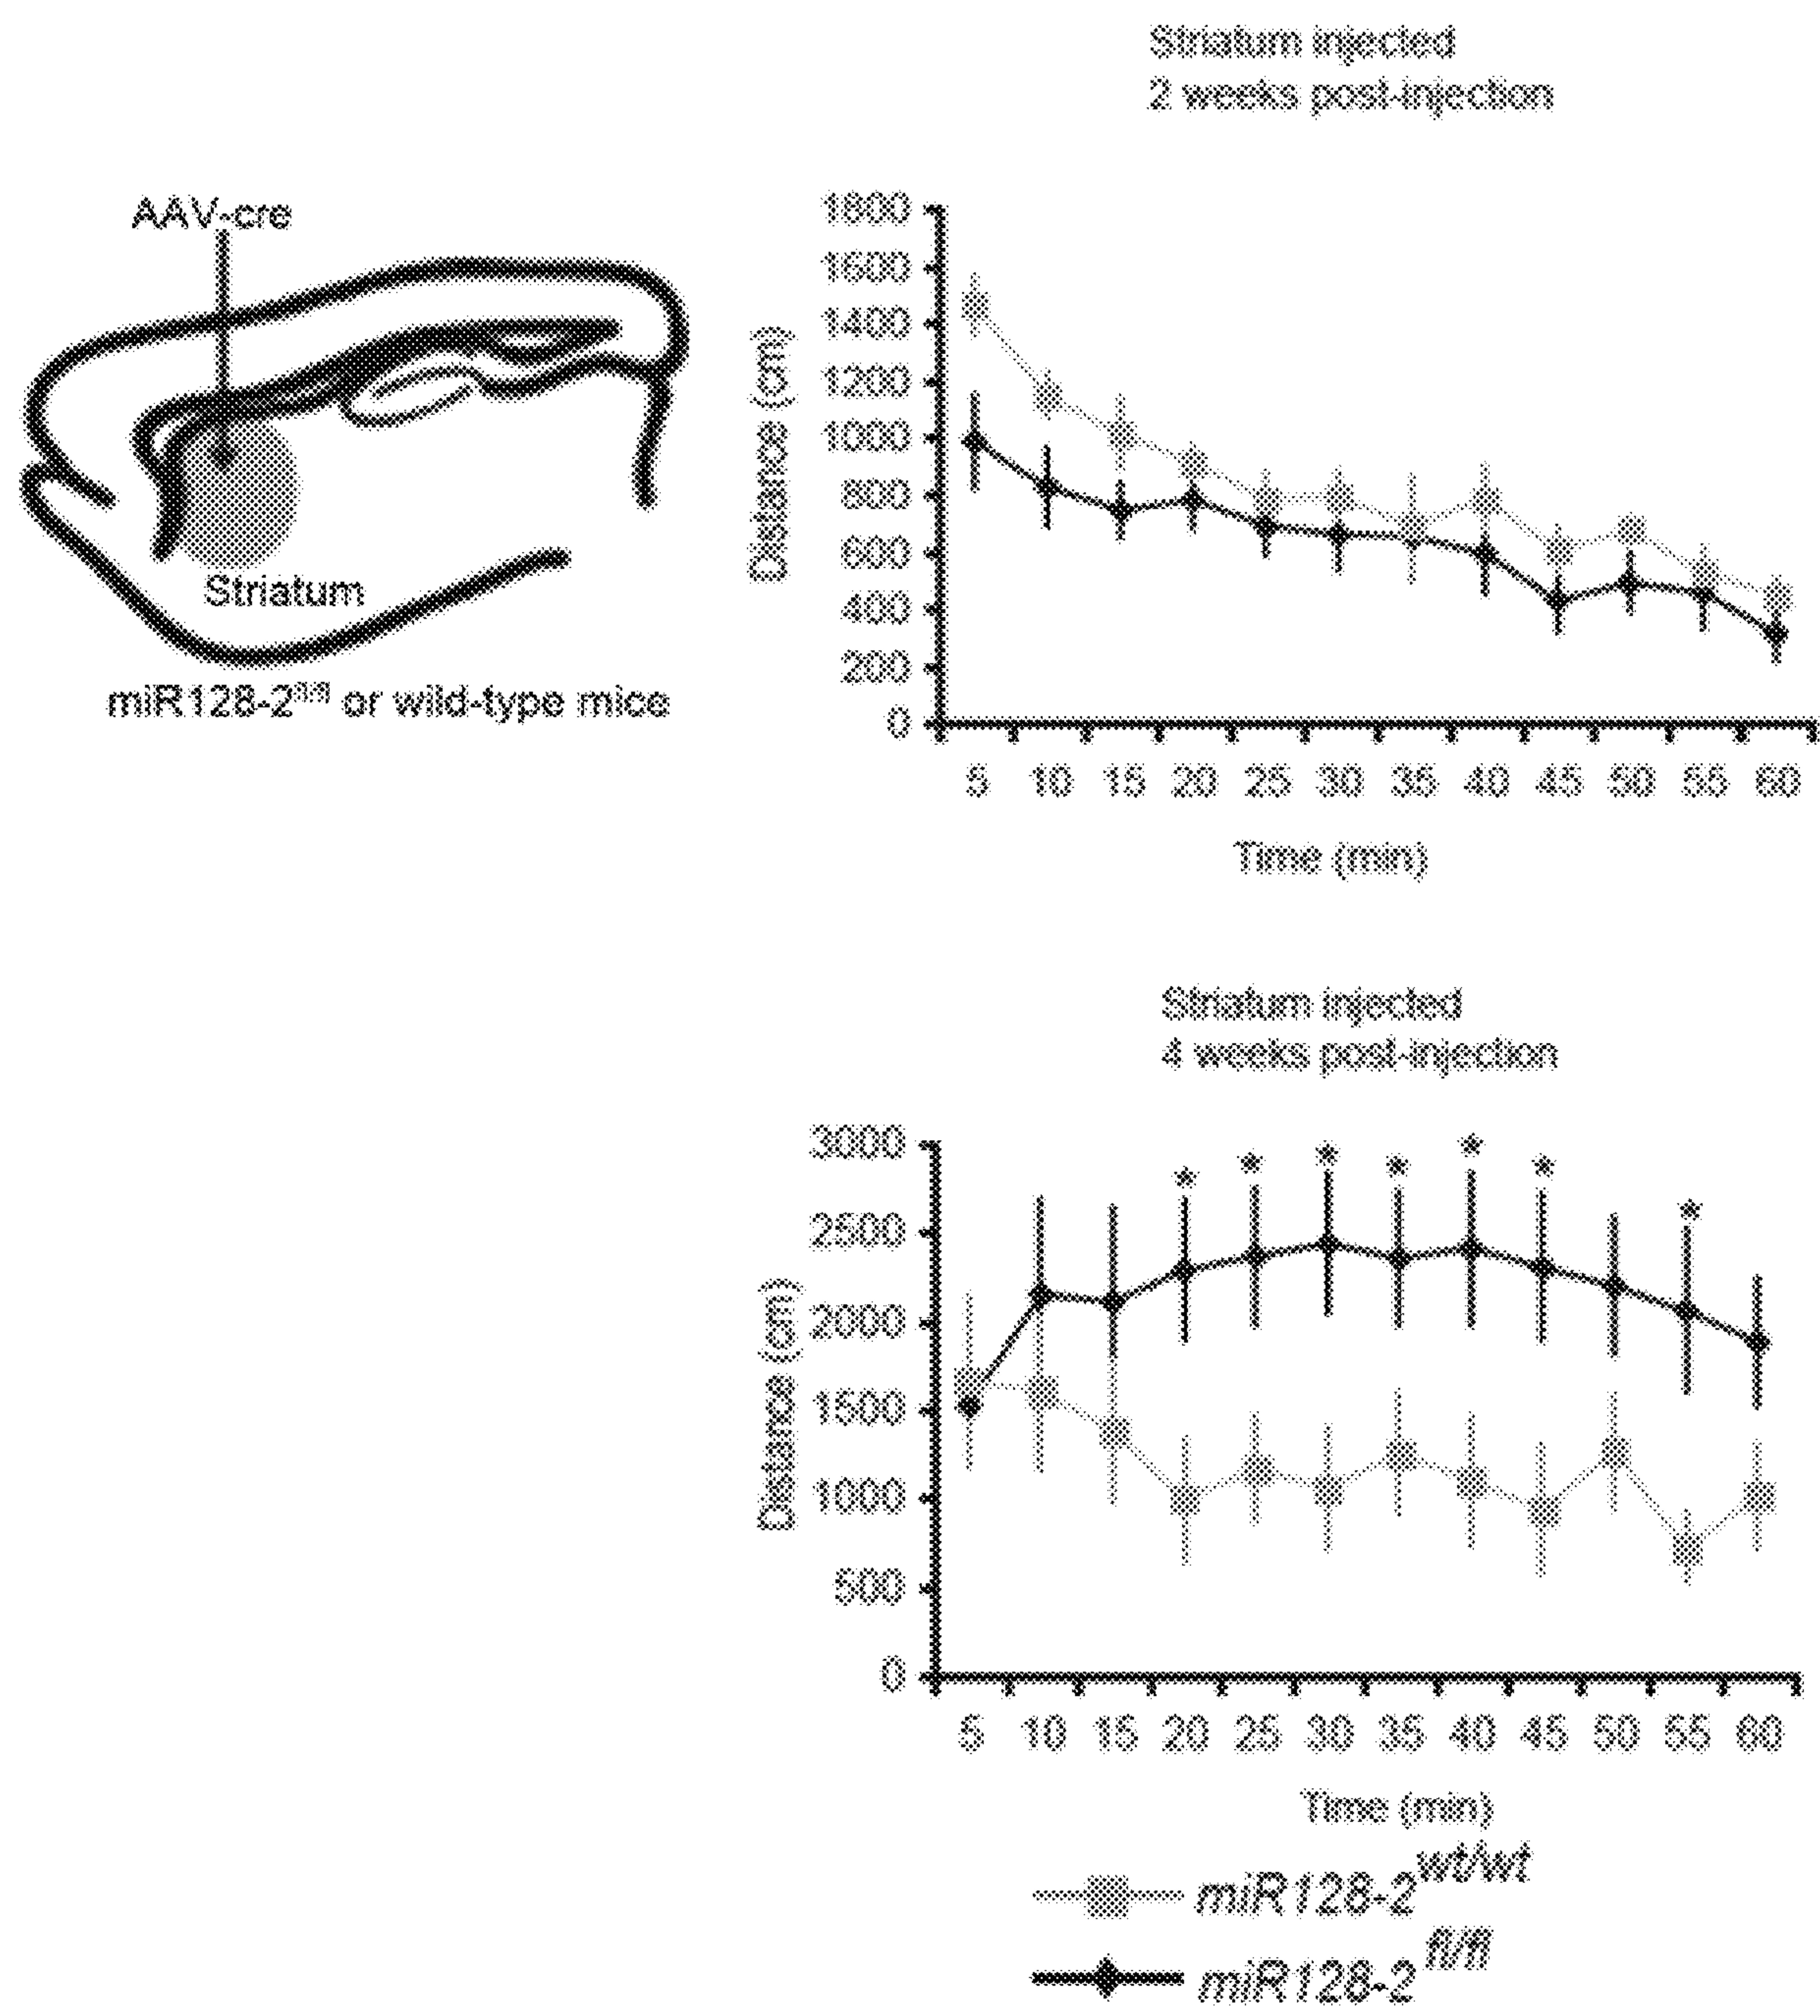 Striatum injected
2 weeks post-injection
AAV-cre
Striatum
miR128-2fl/fl or wild-type mice
Distance (cm)
1800
1600
1400
1200
1000
800
600
400
200
0
5 10 15 20 25 30 35 40 45 50 55 60
Time (min)
Striatum injected
4 weeks post-injection
Distance (cm)
3000
2500
2000
1500
1000
500
0
* * * * * * *
5 10 15 20 25 30 35 40 45 50 55 60
Time (min)
miR128-2wt/wt
miR128-2fl/fl